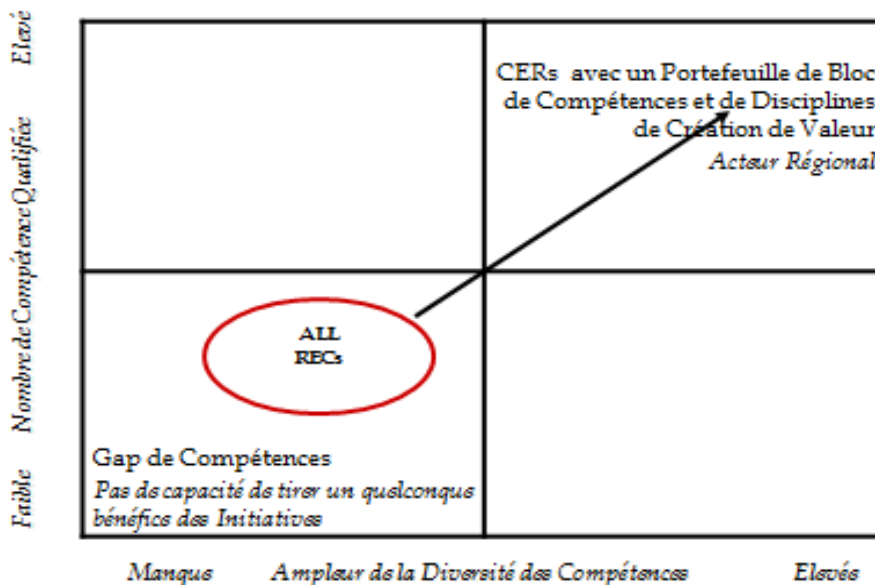 Elevé
Nombre de Compétence Qualifiée
Faible
CERs avec un Portefeuille de Bloc
de Compétences et de Disciplines
de Création de Valeur
Acteur Régional
ALL
RECs
Gap de Compétences
Pas de capacité de tirer un quelconque
bénéfice des Initiatives
Manque Ampleur de la Diversité des Compétences Elevés